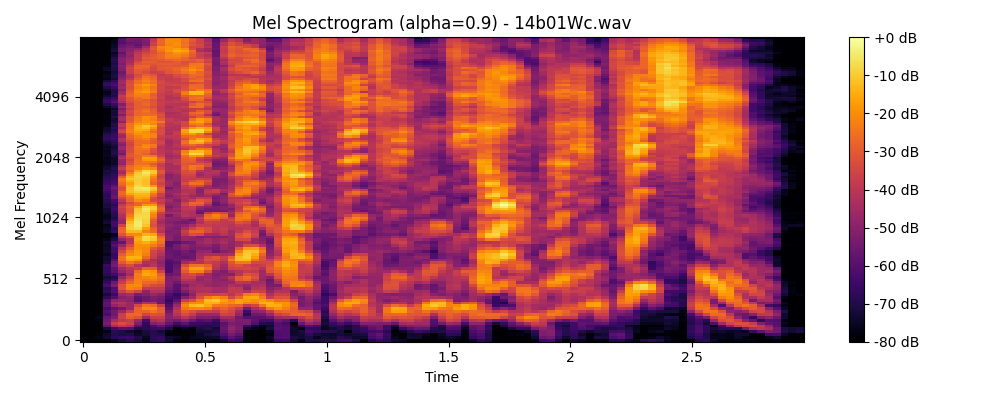 Mel Spectrogram (alpha=0.9) - 14b01Wc.wav
Mel Frequency
4096
2048
1024
512
0
0
0.5
1
1.5
2
2.5
Time
+0 dB
-10 dB
-20 dB
-30 dB
-40 dB
-50 dB
-60 dB
-70 dB
-80 dB